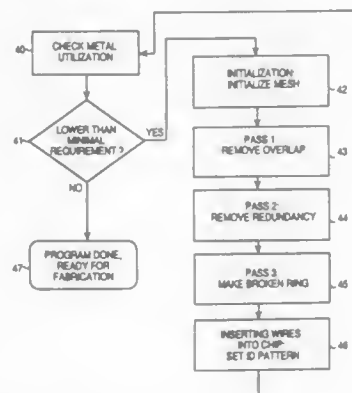 40
CHECK METAL
UTILIZATION
41
LOWER THAN
MINIMAL
REQUIREMENT ?
YES
NO
47
PROGRAM DONE,
READY FOR
FABRICATION
INITIALIZATION:
INITIALIZE MESH
42
PASS 1:
REMOVE OVERLAP
43
PASS 2:
REMOVE REDUNDANCY
44
PASS 3:
MAKE BROKEN RING
45
INSERTING WIRES
INTO CHIP-
SET ID PATTERN
46